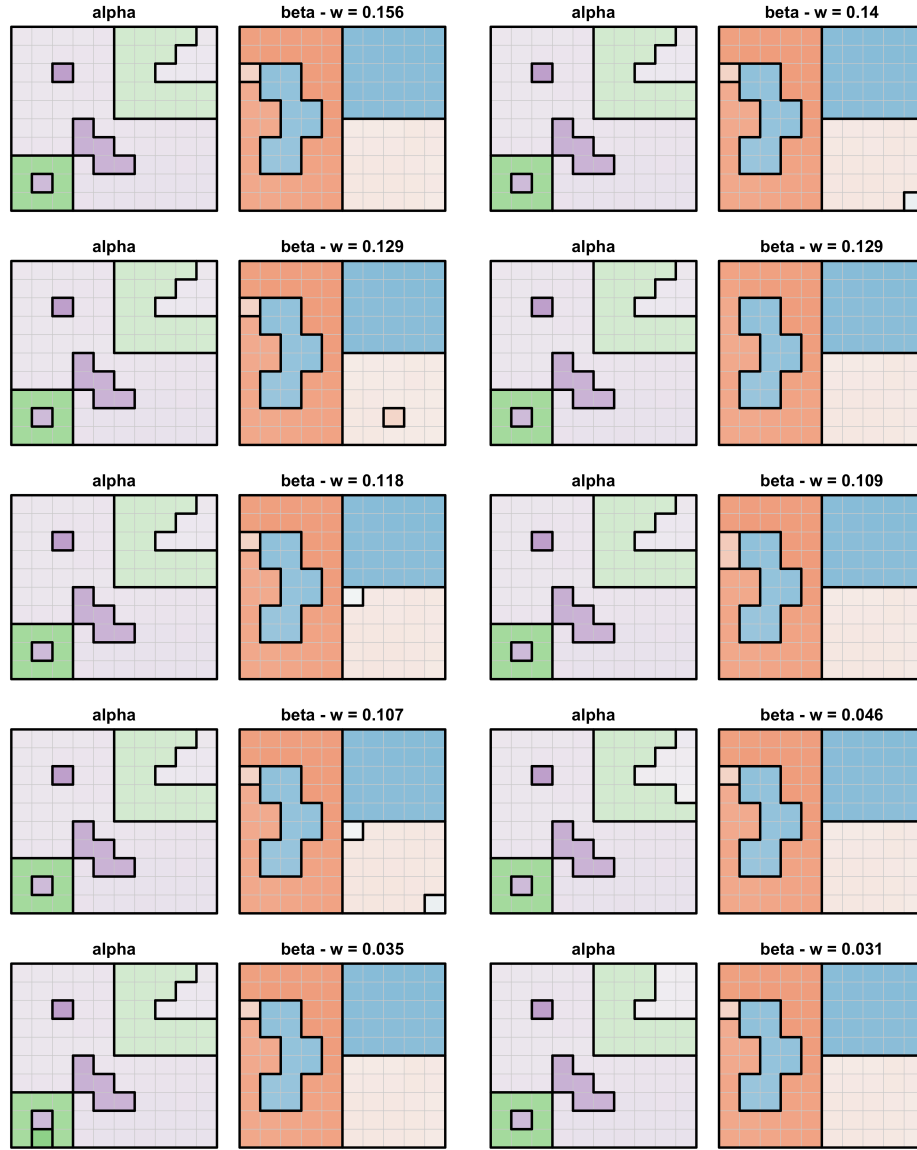 alpha beta - w = 0.156 alpha beta - w = 0.14
alpha beta - w = 0.129 alpha beta - w = 0.129
alpha beta - w = 0.118 alpha beta - w = 0.109
alpha beta - w = 0.107 alpha beta - w = 0.046
alpha beta - w = 0.035 alpha beta - w = 0.031